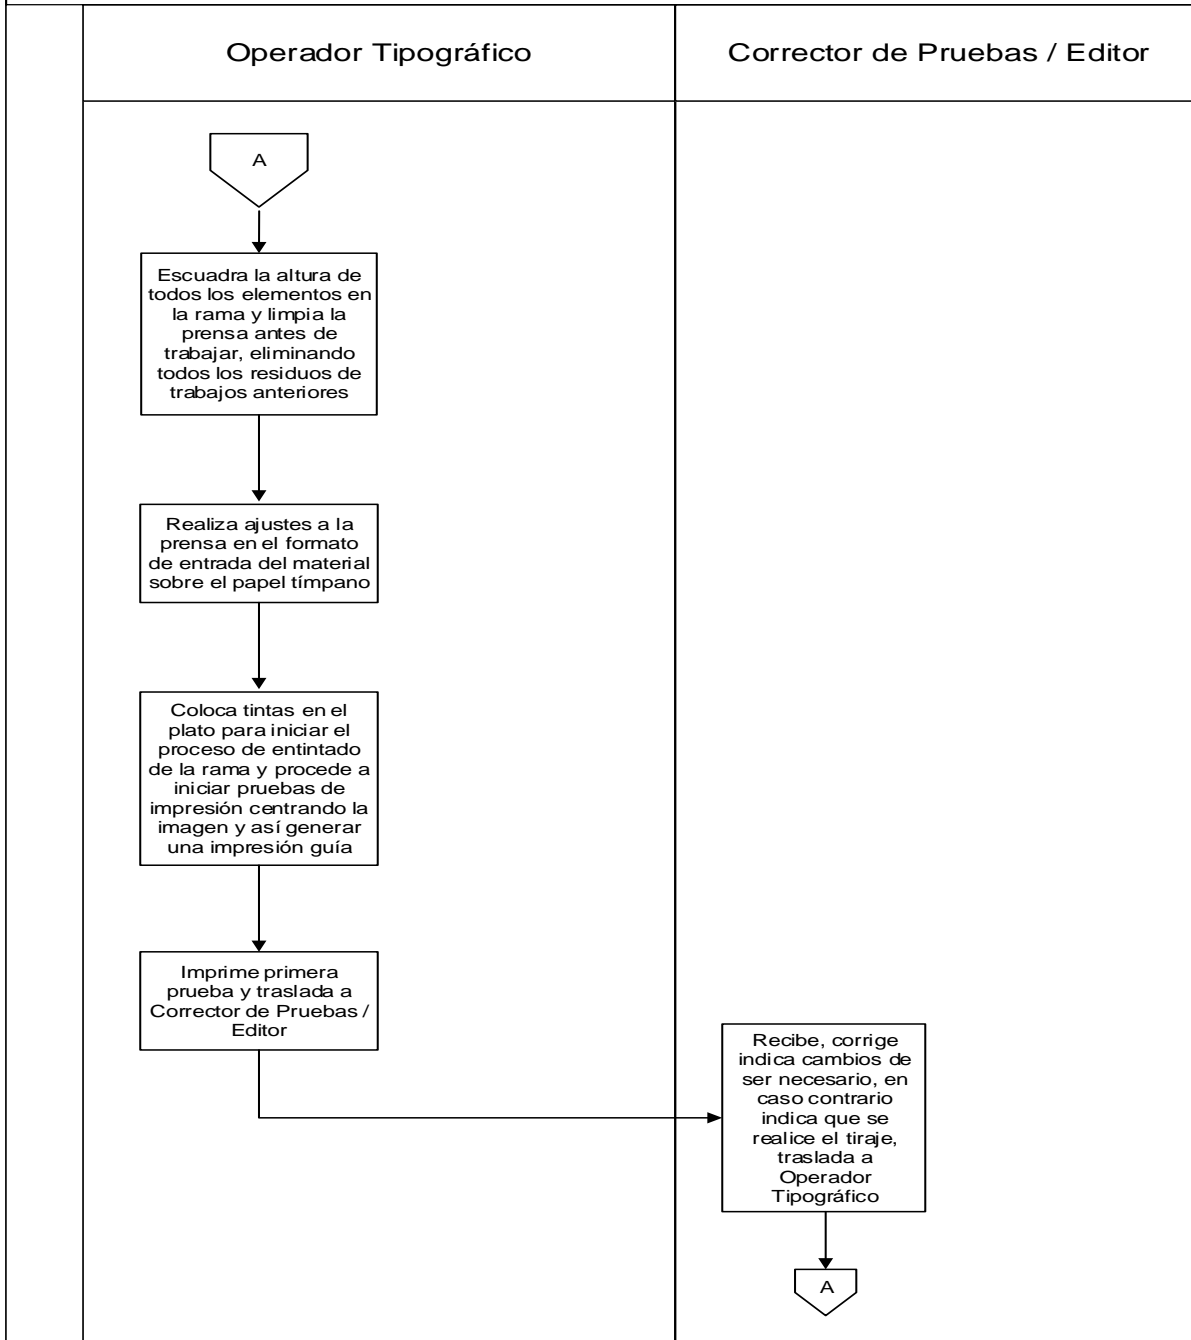 Operador Tipográfico
Corrector de Pruebas / Editor
A
Escuadra la altura de
todos los elementos en
la rama y limpia la
prensa antes de
trabajar, eliminando
todos los residuos de
trabajos anteriores
Realiza ajustes a la
prensa en el formato
de entrada del material
sobre el papel tímpano
Coloca tintas en el
plato para iniciar el
proceso de entintado
de la rama y procede a
iniciar pruebas de
impresión centrando la
imagen y así generar
una impresión guía
Imprime primera
prueba y traslada a
Corrector de Pruebas /
Editor
Recibe, corrige
indica cambios de
ser necesario, en
caso contrario
indica que se
realice el tiraje,
traslada a
Operador
Tipográfico
A